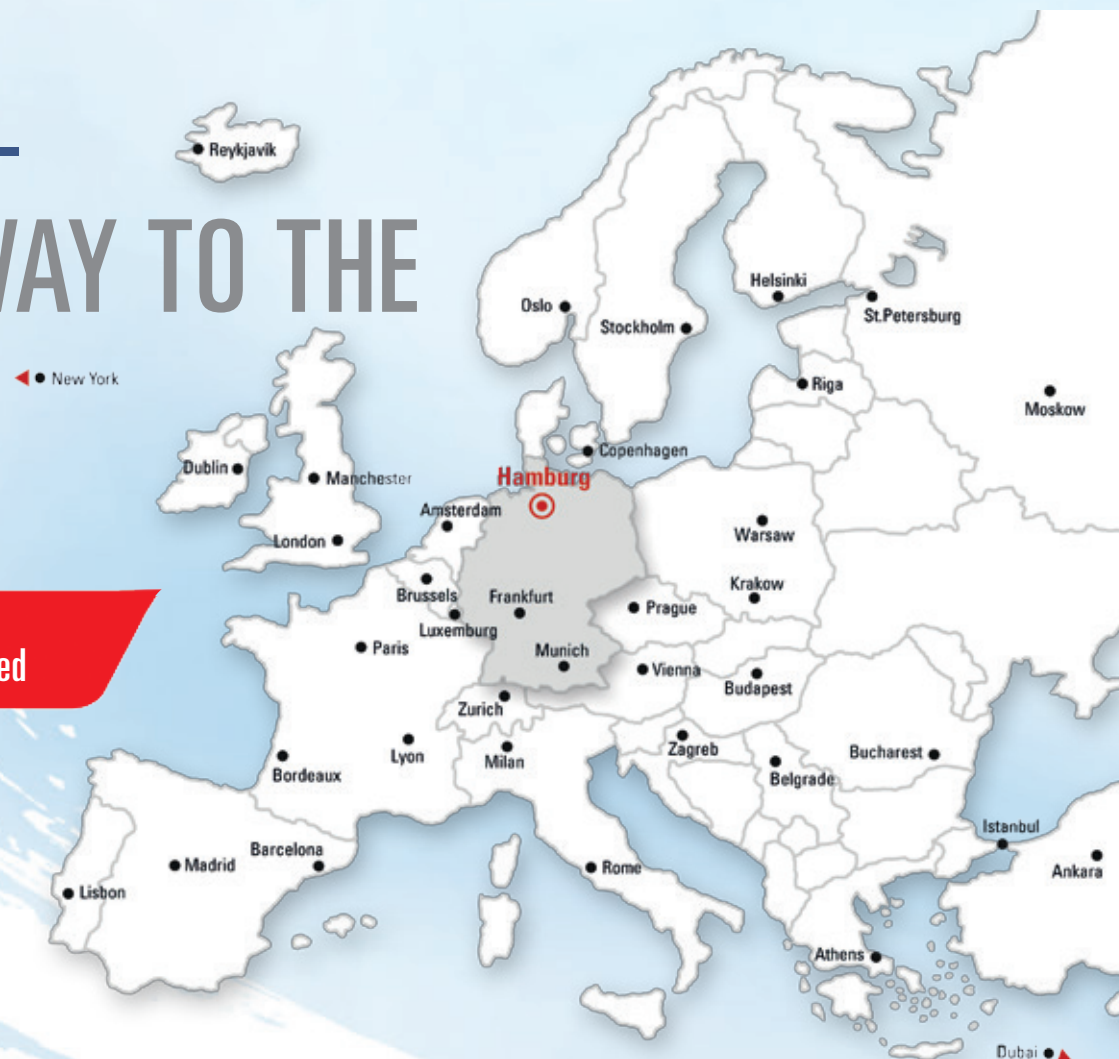 Reykjavik
WAY TO THE
Helsinki
Oslo
St.Petersburg
Stockholm
New York
Riga
Moskow
Copenhagen
Dublin
Manchester
Hamburg
Amsterdam
London
Warsaw
Krakow
Brussels
Frankfurt
Prague
Luxemburg
Paris
Munich
ed
Vienna
Budapest
Zurich
Zagreb
Lyon
Milan
Bucharest
Bordeaux
Belgrade
Istanbul
Barcelona
Madrid
Rome
Ankara
Lisbon
Athens
Dubai